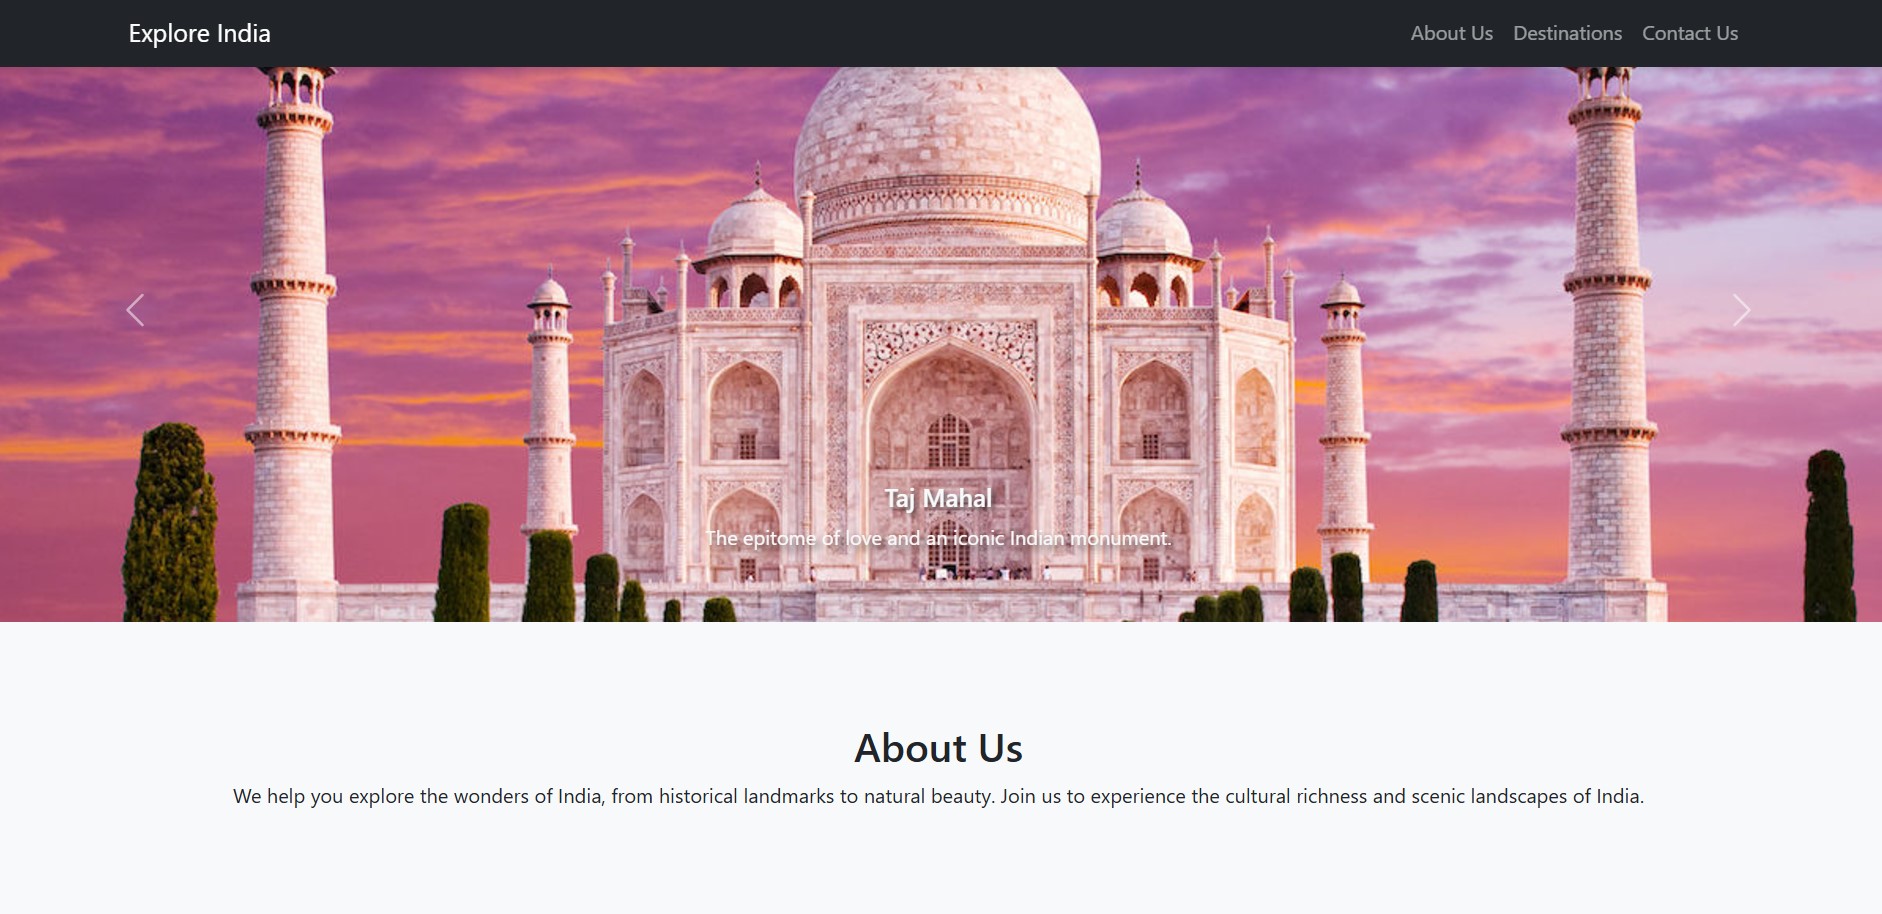 Explore India
About Us
Destinations
Contact Us
Taj Mahal
The epitome of love and an iconic Indian monument.
About Us
We help you explore the wonders of India, from historical landmarks to natural beauty. Join us to experience the cultural richness and scenic landscapes of India.